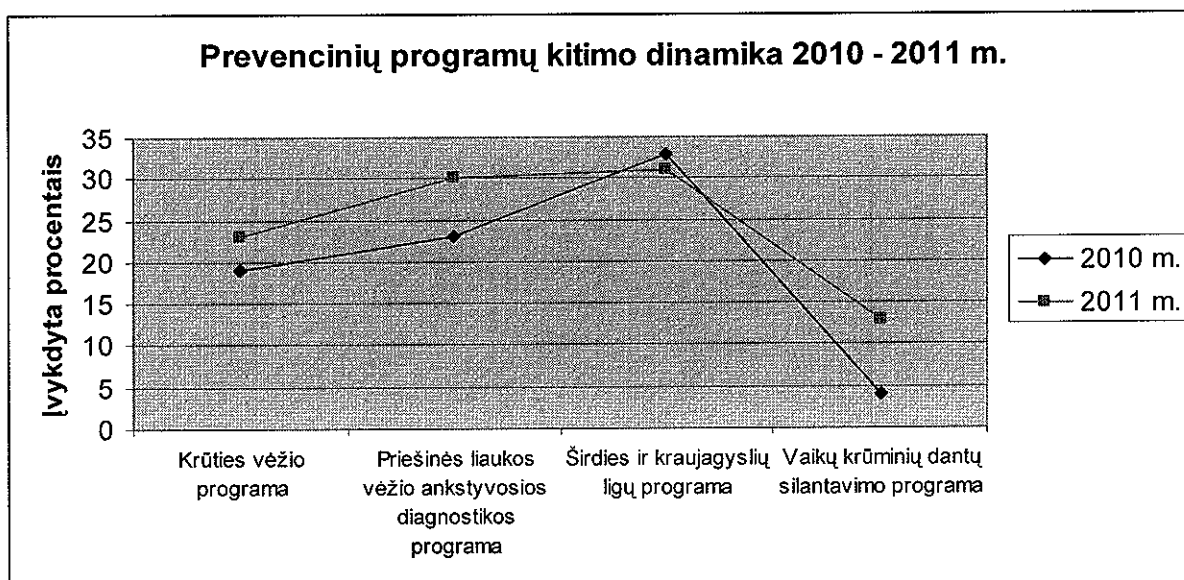 Prevencinių programų kitimo dinamika 2010 - 2011 m.
Įvykdyta procentais
35
30
25
20
15
10
5
0
Krūties vėžio
programa
Priešinės liaukos
vėžio ankstyvosios
diagnostikos
programa
Širdies ir kraujagyslių
ligų programa
Vaikų krūminių dantų
silantavimo programa
2010 m.
2011 m.